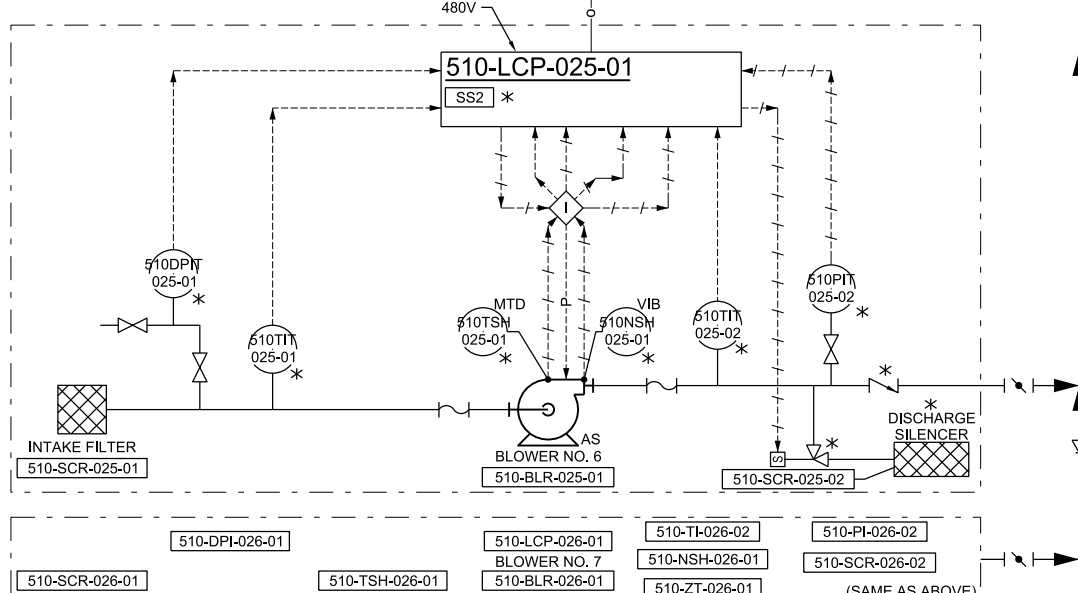 480V
510-LCP-025-01
SS2 *
510DPIT
025-01
*
510TIT
025-01
*
MTD
510TSH
025-01
*
I
P
VIB
510NSH
025-01
*
510TIT
025-02
*
510PIT
025-02
*
*
*
DISCHARGE
SILENCER
*
S
510-SCR-025-02
INTAKE FILTER
510-SCR-025-01
AS
BLOWER NO. 6
510-BLR-025-01
510-DPI-026-01
510-LCP-026-01
510-TI-026-02
510-PI-026-02
BLOWER NO. 7
510-NSH-026-01
510-SCR-026-02
510-SCR-026-01
510-TSH-026-01
510-BLR-026-01
510-ZT-026-01
(SAME AS ABOVE)